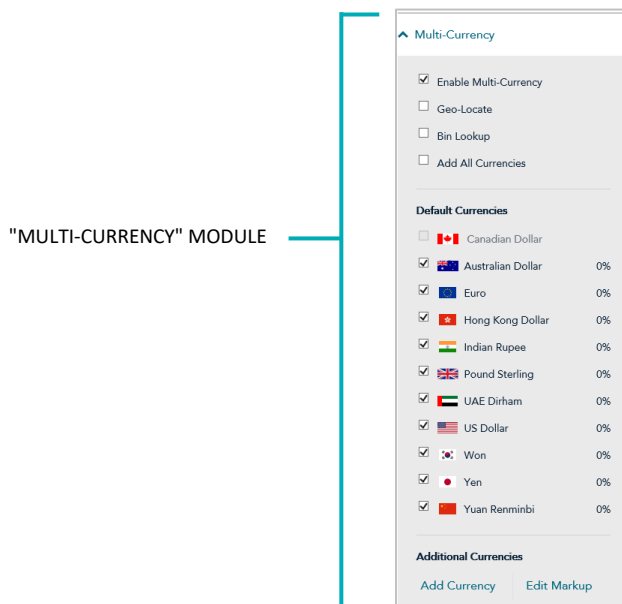 Multi-Currency
Enable Multi-Currency
Geo-Locate
Bin Lookup
Add All Currencies
"MULTI-CURRENCY" MODULE
Default Currencies
Canadian Dollar
Australian Dollar 0%
Euro 0%
Hong Kong Dollar 0%
Indian Rupee 0%
Pound Sterling 0%
UAE Dirham 0%
US Dollar 0%
Won 0%
Yen 0%
Yuan Renminbi 0%
Additional Currencies
Add Currency Edit Markup